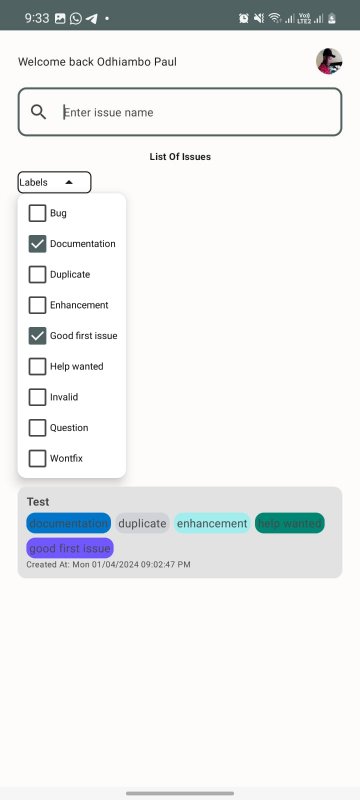 9:33
Vo)) LTE2
Welcome back Odhiambo Paul
Enter issue name
List Of Issues
Labels
Bug
Documentation
Duplicate
Enhancement
Good first issue
Help wanted
Invalid
Question
Wontfix
Test
documentation duplicate enhancement help wanted
good first issue
Created At: Mon 01/04/2024 09:02:47 PM